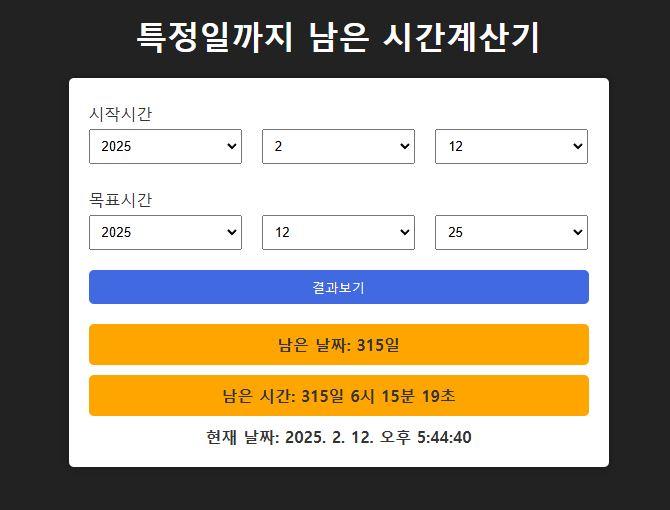 특정일까지 남은 시간계산기
시작시간
2025 2 12
목표시간
2025 12 25
결과보기
남은 날짜: 315일
남은 시간: 315일 6시 15분 19초
현재 날짜: 2025. 2. 12. 오후 5:44:40